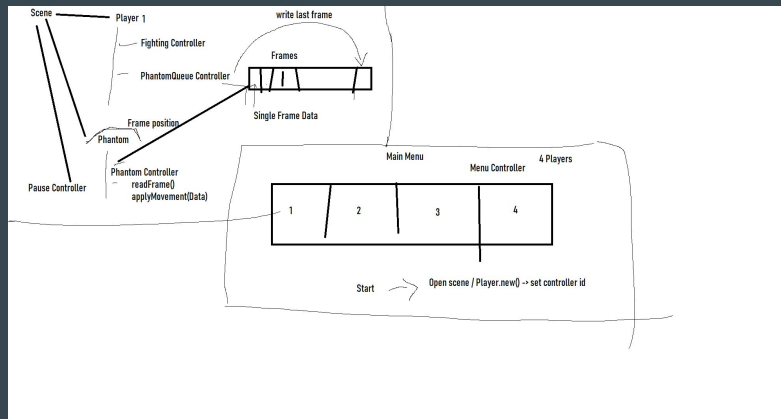 Scene
Player 1
Fighting Controller
PhantomQueue Controller
write last frame
Frames
Single Frame Data
Frame position
Phantom
Phantom Controller
readFrame()
applyMovement(Data)
Pause Controller
Main Menu
Menu Controller
4 Players
1
2
3
4
Start
Open scene / Player.new() -> set controller id